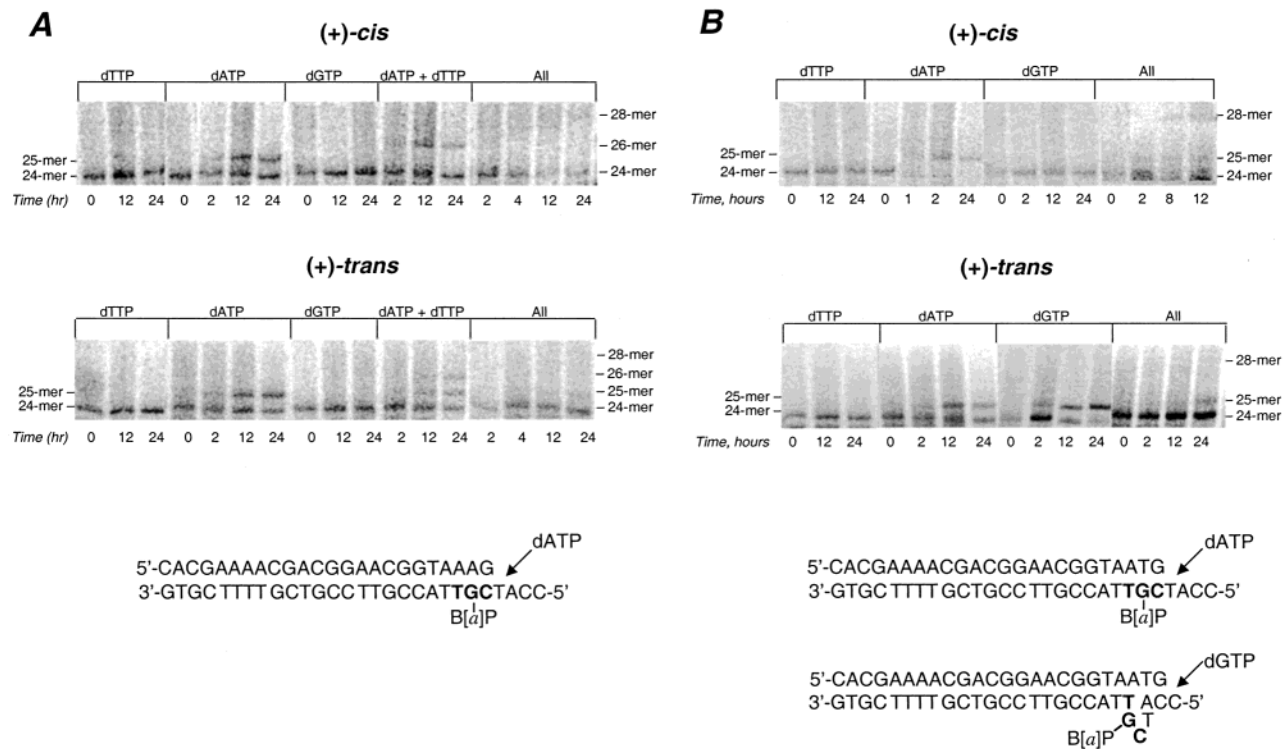 A
(+)-cis
dTTP dATP dGTP dATP + dTTP All
28-mer
26-mer
25-mer
24-mer 24-mer
Time (hr) 0 12 24 0 2 12 24 0 12 24 2 12 24 2 4 12 24
(+)-trans
dTTP dATP dGTP dATP + dTTP All
28-mer
26-mer
25-mer 25-mer
24-mer 24-mer
Time (hr) 0 12 24 0 2 12 24 0 12 24 2 12 24 2 4 12 24
dATP
5'-CACGAAAACGACGGAACGGTAAAG
3'-GTGCTTTT GCTGCC TTGCCATTGCTACC-5'
B[a]P
B
(+)-cis
dTTP dATP dGTP All
28-mer
25-mer 25-mer
24-mer 24-mer
Time, hours 0 12 24 0 1 2 24 0 2 12 24 0 2 8 12
(+)-trans
dTTP dATP dGTP All
28-mer
25-mer 25-mer
24-mer 24-mer
Time, hours 0 12 24 0 2 12 24 0 2 12 24 0 2 12 24
dATP
5'-CACGAAAACGACGGAACGGTAATG
3'-GTGCTTTT GCTGCC TTGCCATTGCTACC-5'
B[a]P
dGTP
5'-CACGAAAACGACGGAACGGTAATG
3'-GTGCTTTT GCTGCC TTGCCATT ACC-5'
B[a]P G T
C